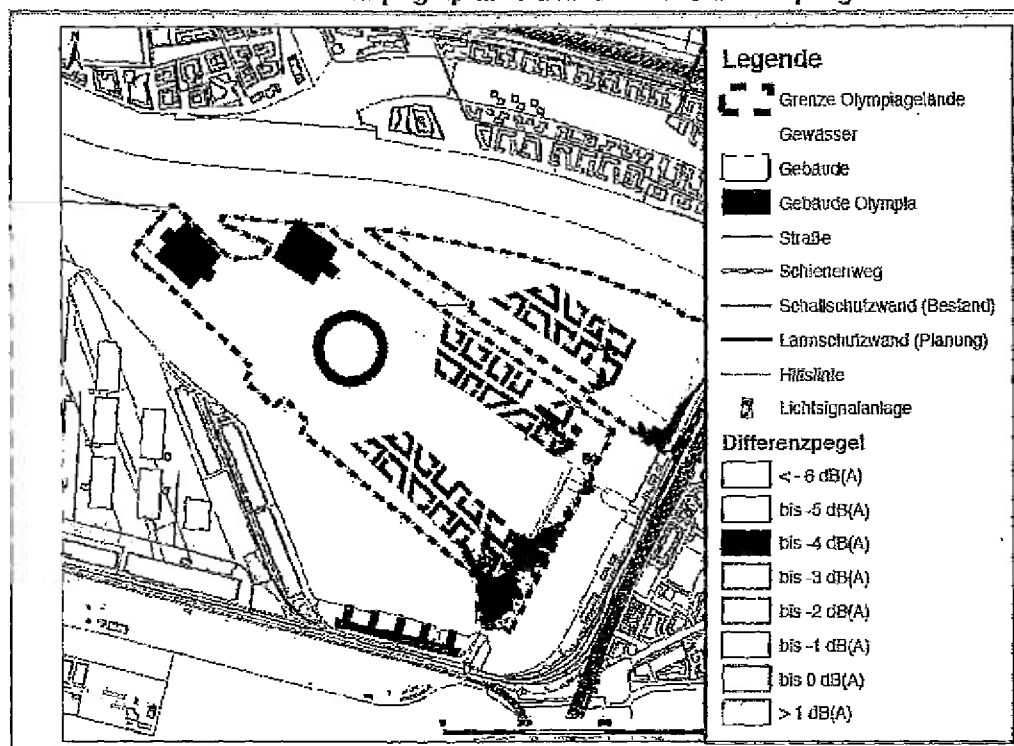 N
Legende
Grenze Olympiagelände
Gewässer
Gebäude
Gebäude Olympia
Straße
Schienenweg
Schallschutzwand (Bestand)
Lärmschutzwand (Planung)
Hilfslinie
Lichtsignalanlage
Differenzpegel
< - 6 dB(A)
bis -5 dB(A)
bis -4 dB(A)
bis -3 dB(A)
bis -2 dB(A)
bis -1 dB(A)
bis 0 dB(A)
> 1 dB(A)